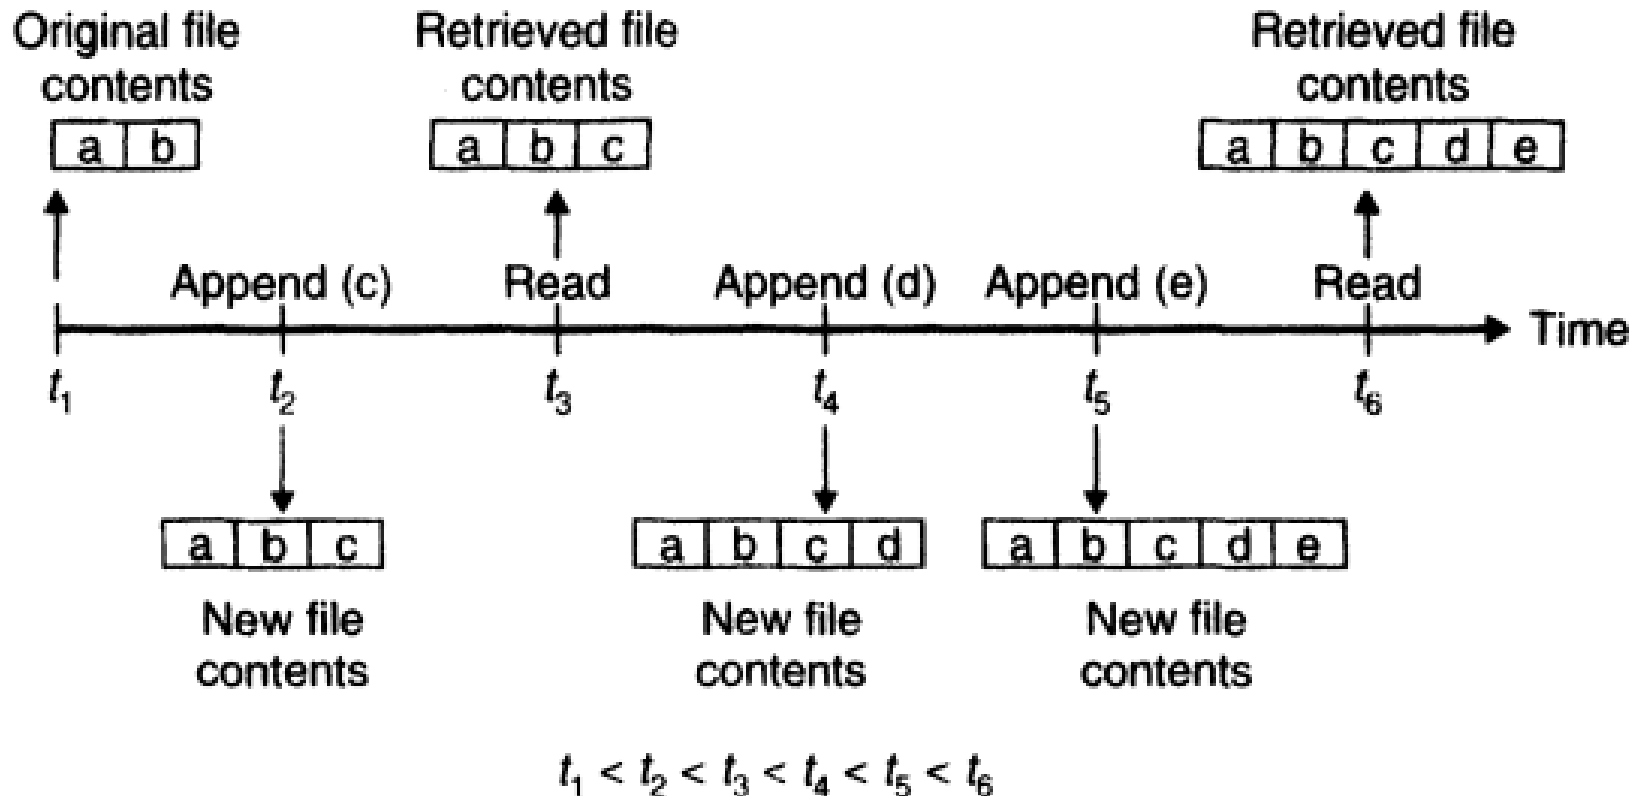 Original file
contents
a b
Retrieved file
contents
a b c
Retrieved file
contents
a b c d e
Append (c)
Read
Append (d)
Append (e)
Read
Time
t1
t2
t3
t4
t5
t6
a b c
New file
contents
a b c d
New file
contents
a b c d e
New file
contents
t1 < t2 < t3 < t4 < t5 < t6